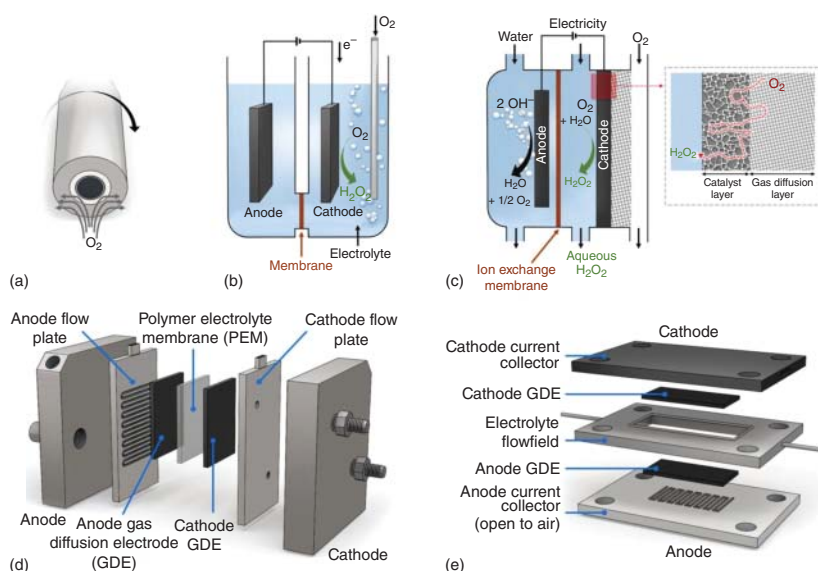 (a)
O₂
(b)
e⁻
O₂
O₂
H₂O₂
Anode
Cathode
Electrolyte
Membrane
(c)
Electricity
Water
O₂
2 OH⁻
O₂
+ H₂O
Anode
Cathode
H₂O₂
H₂O
+ 1/2 O₂
Ion exchange
membrane
Aqueous
H₂O₂
O₂
H₂O₂
Catalyst
layer
Gas diffusion
layer
(d)
Anode flow
plate
Polymer electrolyte
membrane (PEM)
Cathode flow
plate
Anode
Anode gas
diffusion electrode
(GDE)
Cathode
GDE
Cathode
(e)
Cathode
Cathode current
collector
Cathode GDE
Electrolyte
flowfield
Anode GDE
Anode current
collector
(open to air)
Anode